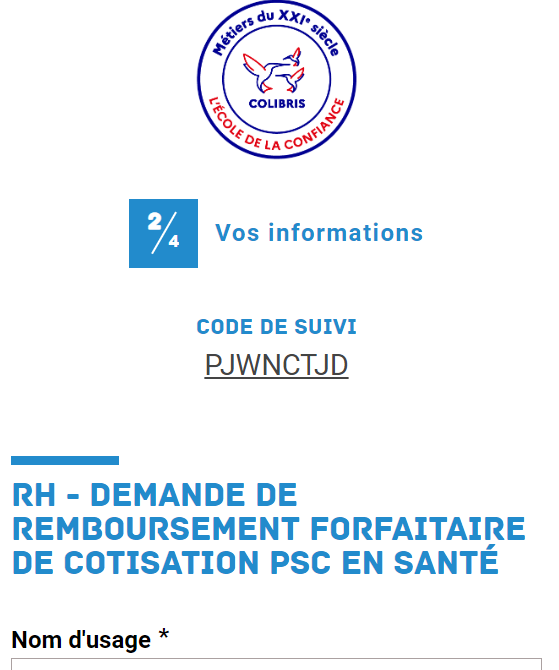 Métiers du XXIe siècle
COLIBRIS
L'ÉCOLE DE LA CONFIANCE
2/4
Vos informations
CODE DE SUIVI
PJWNCTJD
RH - DEMANDE DE
REMBOURSEMENT FORFAITAIRE
DE COTISATION PSC EN SANTÉ
Nom d'usage *